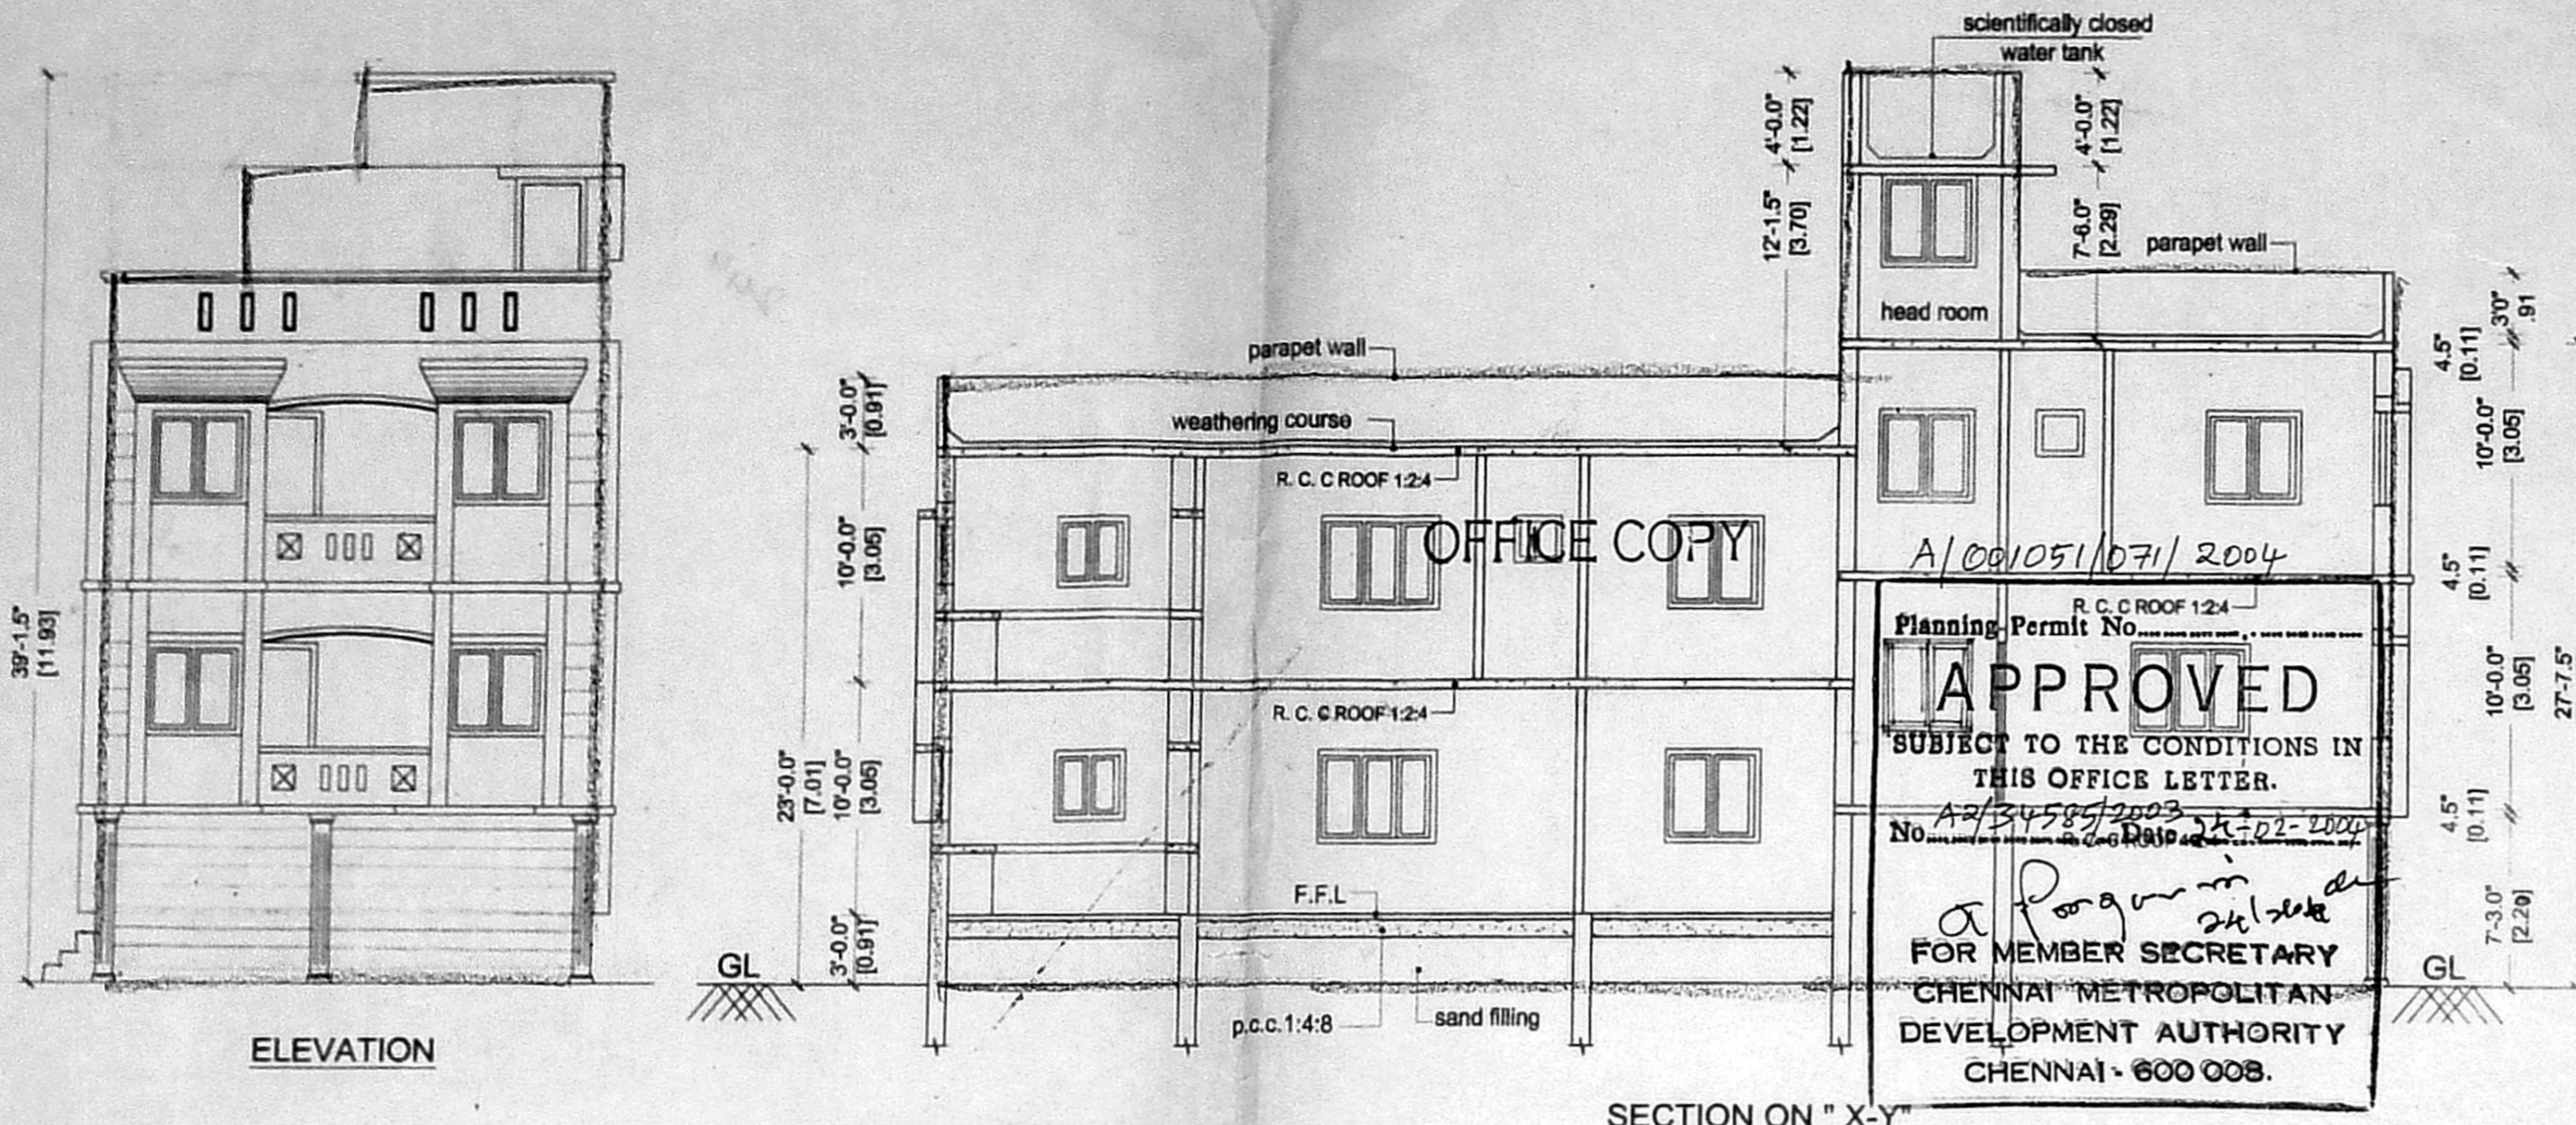 39'-1.5"
[11.93]
ELEVATION
scientifically closed
water tank
4'-0.0"
[1.22]
4'-0.0"
[1.22]
12'-1.5"
[3.70]
7'-6.0"
[2.29]
parapet wall
head room
3'0"
.91
4.5"
[0.11]
parapet wall
3'-0.0"
[0.91]
weathering course
R. C. C ROOF 1:2:4
10'-0.0"
[3.05]
10'-0.0"
[3.05]
OFFICE COPY
A/001051/071/2004
4.5"
[0.11]
R. C. C ROOF 1:2:4
Planning Permit No
APPROVED
SUBJECT TO THE CONDITIONS IN
THIS OFFICE LETTER.
No A2/34585/2003 Date 24-02-2004
R. C. C ROOF 1:2:4
23'-0.0"
[7.01]
10'-0.0"
[3.05]
10'-0.0"
[3.05]
27'-7.5"
4.5"
[0.11]
F.F.L
3'-0.0"
[0.91]
7'-3.0"
[2.29]
GL
GL
FOR MEMBER SECRETARY
CHENNAI METROPOLITAN
DEVELOPMENT AUTHORITY
CHENNAI - 600 008.
p.c.c.1:4:8
sand filling
SECTION ON " X-Y"